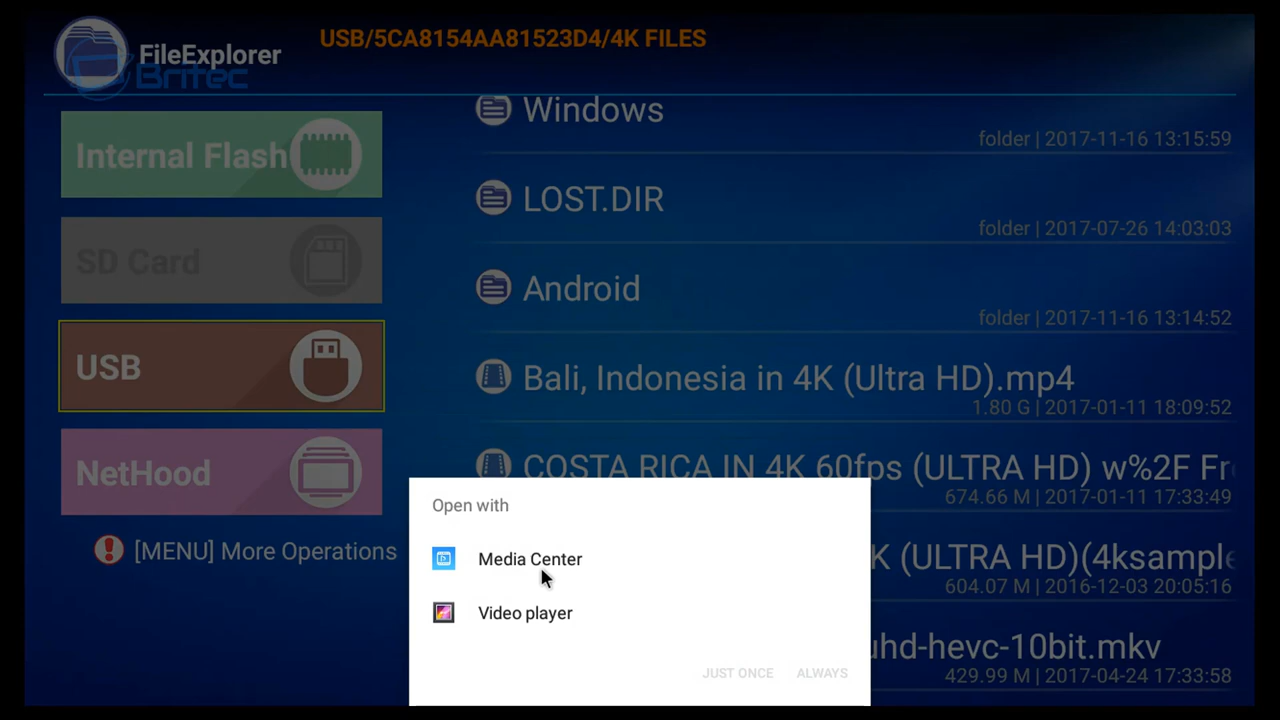 FileExplorer
Britec
USB/5CA8154AA81523D4/4K FILES
Internal Flash
SD Card
USB
NetHood
[MENU] More Operations
Windows
folder | 2017-11-16 13:15:59
LOST.DIR
folder | 2017-07-26 14:03:03
Android
folder | 2017-11-16 13:14:52
Bali, Indonesia in 4K (Ultra HD).mp4
1.80 G | 2017-01-11 18:09:52
COSTA RICA IN 4K 60fps (ULTRA HD) w%2F Fr
674.66 M | 2017-01-11 17:33:49
K (ULTRA HD)(4ksample
604.07 M | 2016-12-03 20:05:16
uhd-hevc-10bit.mkv
429.99 M | 2017-04-24 17:33:58
Open with
Media Center
Video player
JUST ONCE ALWAYS